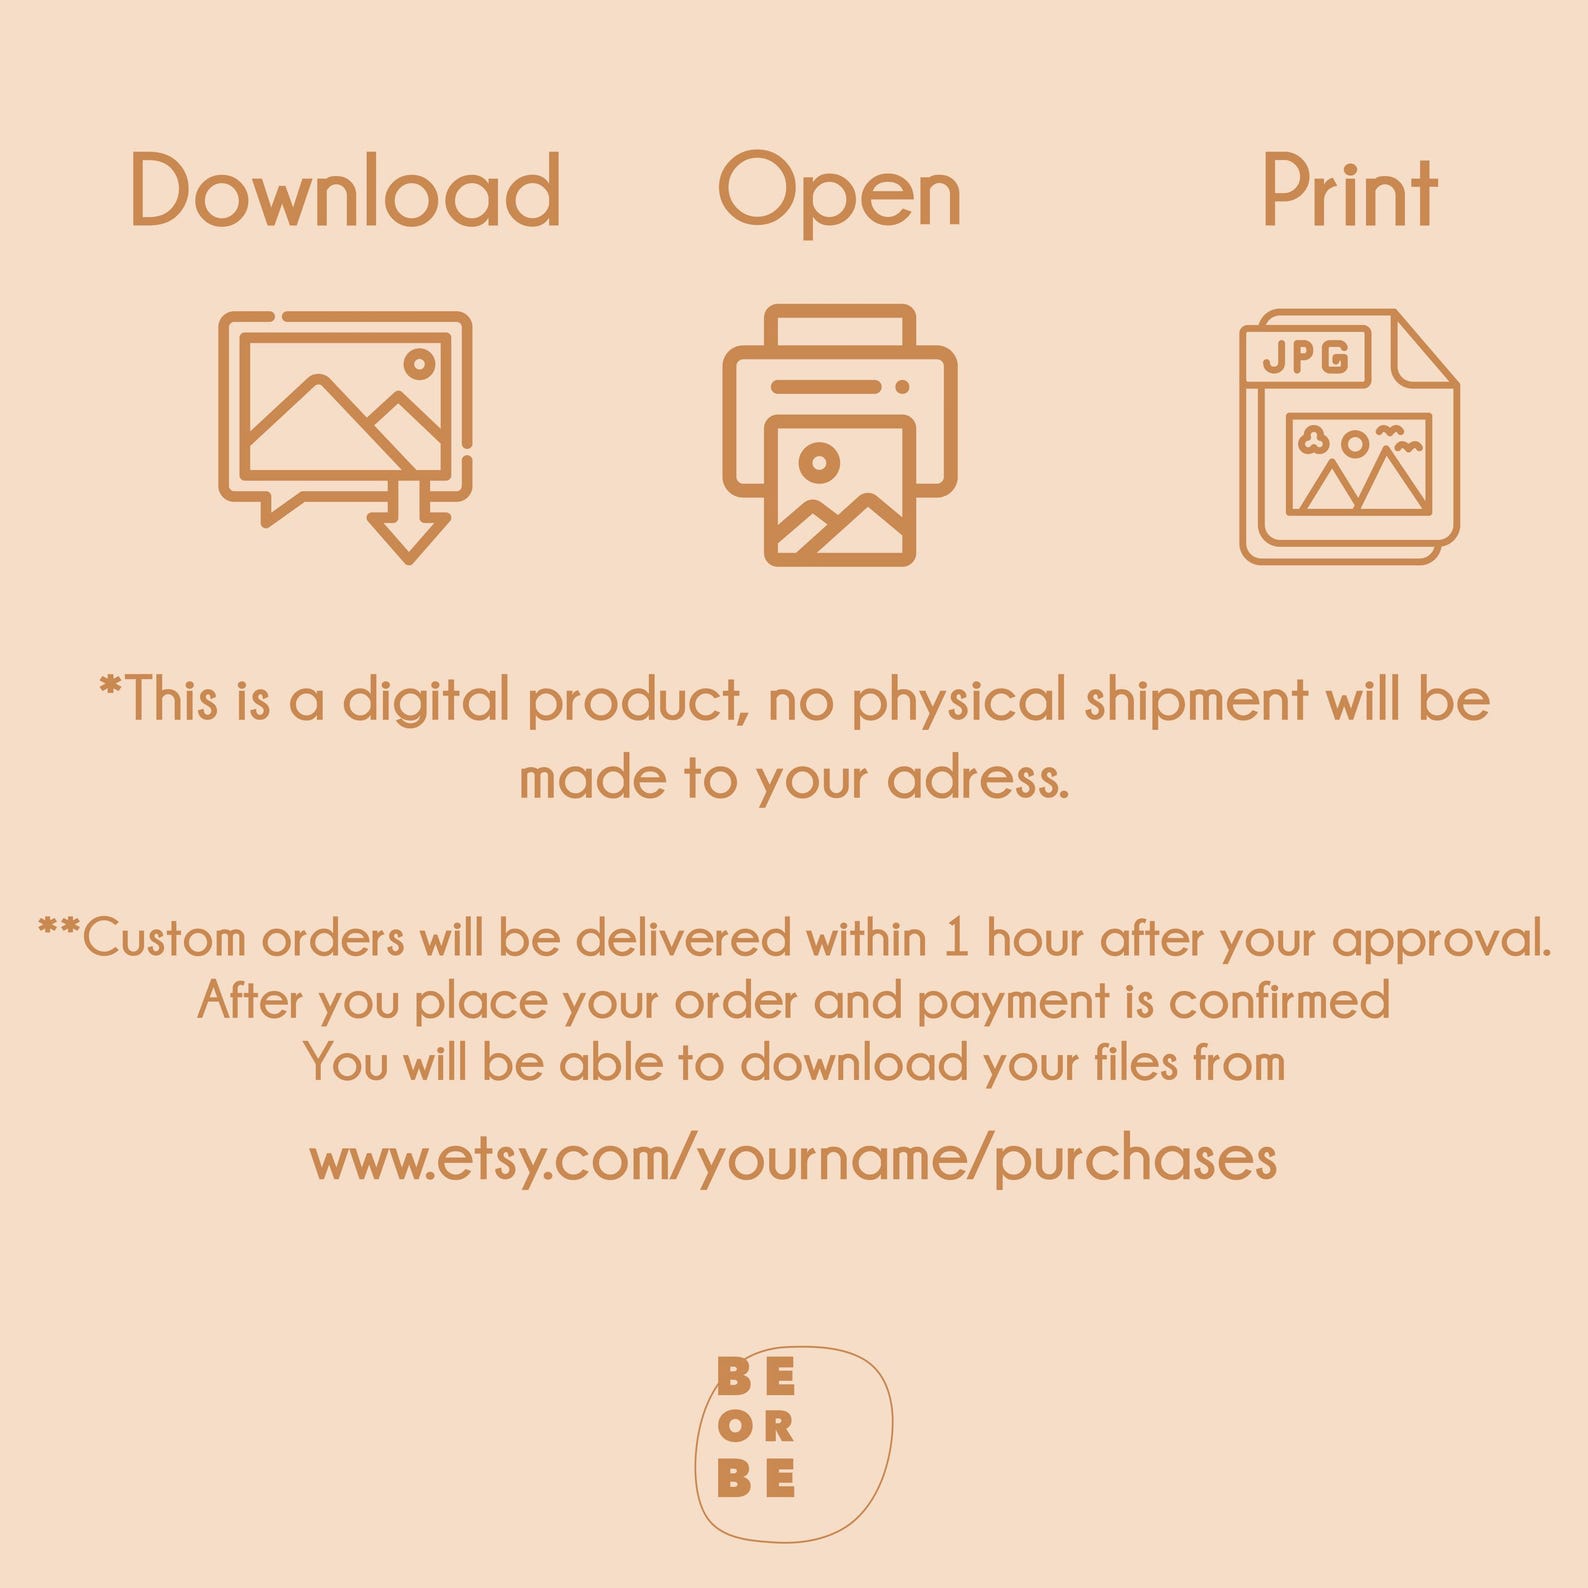 Download Open Print
JPG
*This is a digital product, no physical shipment will be
made to your adress.
**Custom orders will be delivered within 1 hour after your approval.
After you place your order and payment is confirmed
You will be able to download your files from
www.etsy.com/yourname/purchases
BE
OR
BE